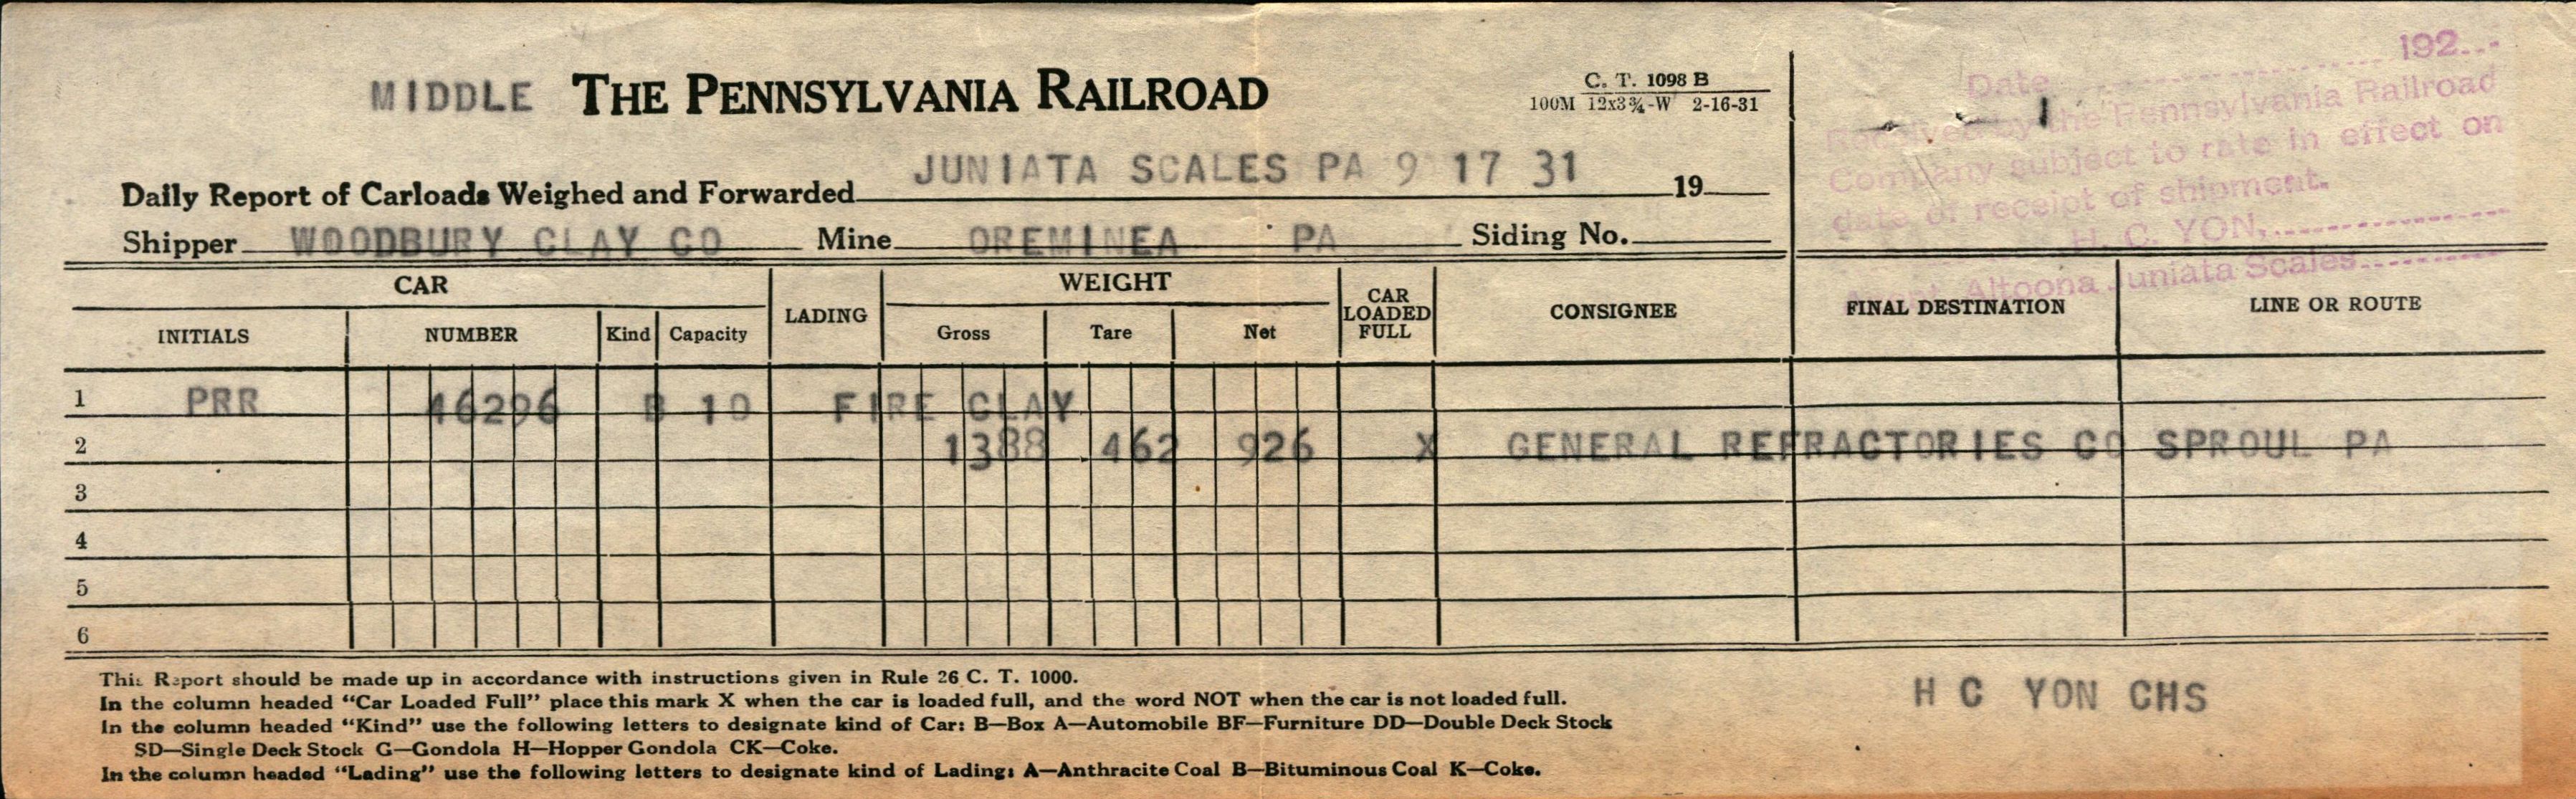 MIDDLE THE PENNSYLVANIA RAILROAD
C. T. 1098 B
100M 12x3¾-W 2-16-31
192
Date
Received by the Pennsylvania Railroad
Company subject to rate in effect on
date of receipt of shipment.
H. C. YON,
Agent, Altoona Juniata Scales
Daily Report of Carloads Weighed and Forwarded JUNIATA SCALES PA 9 17 31 19
Shipper WOODBURY CLAY CO Mine OREMINEA PA Siding No.
CAR LADING WEIGHT CAR LOADED FULL CONSIGNEE FINAL DESTINATION LINE OR ROUTE
INITIALS NUMBER Kind Capacity Gross Tare Net
1 PRR 46296 B 10 FIRE CLAY
2 1388 462 926 X GENERAL REFRACTORIES CO SPROUL PA
3
4
5
6
This Report should be made up in accordance with instructions given in Rule 26 C. T. 1000.
In the column headed “Car Loaded Full” place this mark X when the car is loaded full, and the word NOT when the car is not loaded full.
In the column headed “Kind” use the following letters to designate kind of Car: B—Box A—Automobile BF—Furniture DD—Double Deck Stock
SD—Single Deck Stock G—Gondola H—Hopper Gondola CK—Coke.
In the column headed “Lading” use the following letters to designate kind of Lading: A—Anthracite Coal B—Bituminous Coal K—Coke.
H C YON CHS